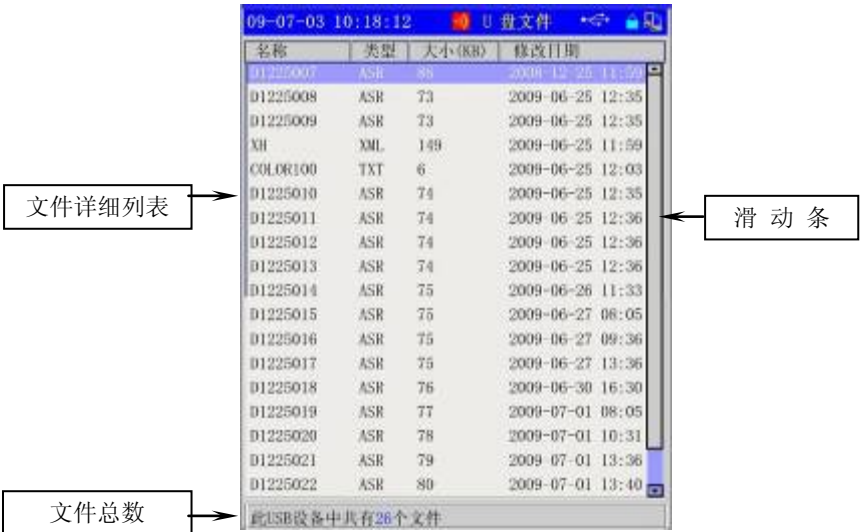 09-07-03 10:18:12 U 盘文件
名称 类型 大小(KB) 修改日期
D1225007 ASR 86 2008-12-25 11:59
D1225008 ASR 73 2009-06-25 12:35
D1225009 ASR 73 2009-06-25 12:35
XH XML 149 2009-06-25 11:59
COLOR100 TXT 6 2009-06-25 12:03
D1225010 ASR 74 2009-06-25 12:35
D1225011 ASR 74 2009-06-25 12:36
D1225012 ASR 74 2009-06-25 12:36
D1225013 ASR 74 2009-06-25 12:36
D1225014 ASR 75 2009-06-26 11:33
D1225015 ASR 75 2009-06-27 08:05
D1225016 ASR 75 2009-06-27 09:36
D1225017 ASR 75 2009-06-27 13:36
D1225018 ASR 76 2009-06-30 16:30
D1225019 ASR 77 2009-07-01 08:05
D1225020 ASR 78 2009-07-01 10:31
D1225021 ASR 79 2009-07-01 13:36
D1225022 ASR 80 2009-07-01 13:40
此USB设备中共有26个文件
文件详细列表
滑 动 条
文件总数